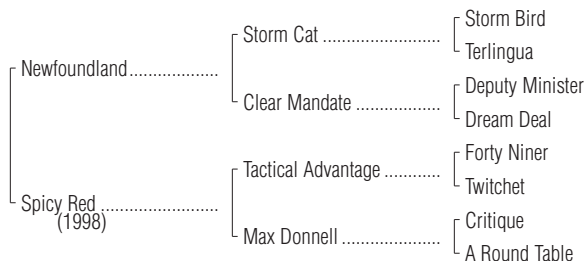 Storm Bird
Storm Cat ..............................
Terlingua
Newfoundland......................
Deputy Minister
Clear Mandate ......................
Dream Deal
Forty Niner
Tactical Advantage ..............
Twitchet
Spicy Red .............................
(1998)
Critique
Max Donnell .........................
A Round Table